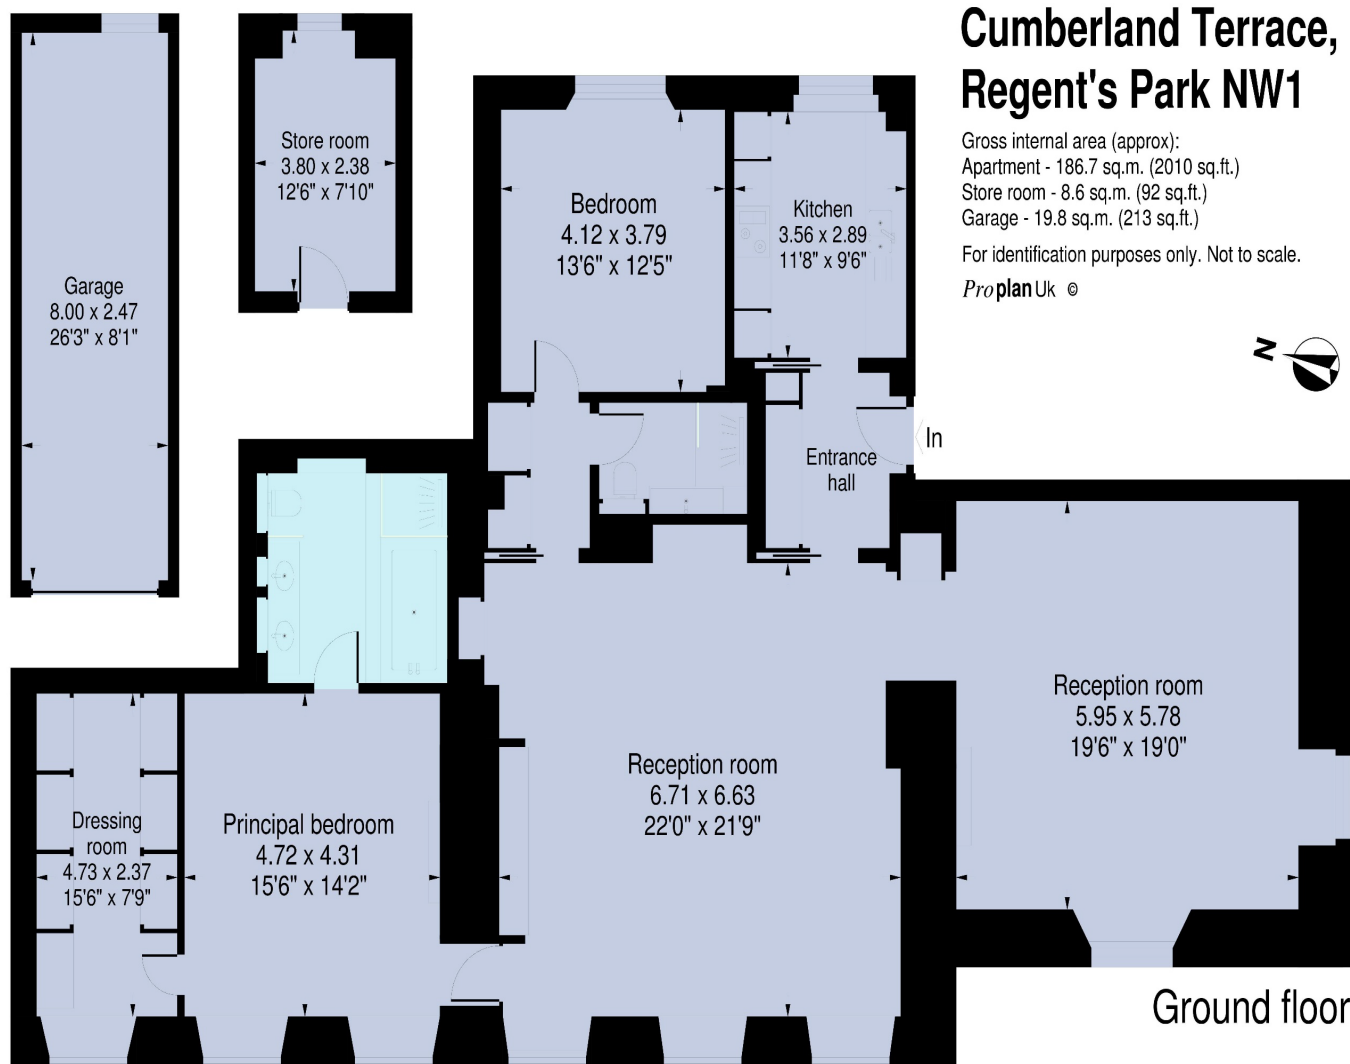 Cumberland Terrace,
Regent's Park NW1
Gross internal area (approx):
Apartment - 186.7 sq.m. (2010 sq.ft.)
Store room - 8.6 sq.m. (92 sq.ft.)
Garage - 19.8 sq.m. (213 sq.ft.)
For identification purposes only. Not to scale.
Proplan Uk ©
N
Store room
3.80 x 2.38
12'6" x 7'10"
Garage
8.00 x 2.47
26'3" x 8'1"
Bedroom
4.12 x 3.79
13'6" x 12'5"
Kitchen
3.56 x 2.89
11'8" x 9'6"
In
Entrance
hall
Reception room
5.95 x 5.78
19'6" x 19'0"
Reception room
6.71 x 6.63
22'0" x 21'9"
Principal bedroom
4.72 x 4.31
15'6" x 14'2"
Dressing
room
4.73 x 2.37
15'6" x 7'9"
Ground floor